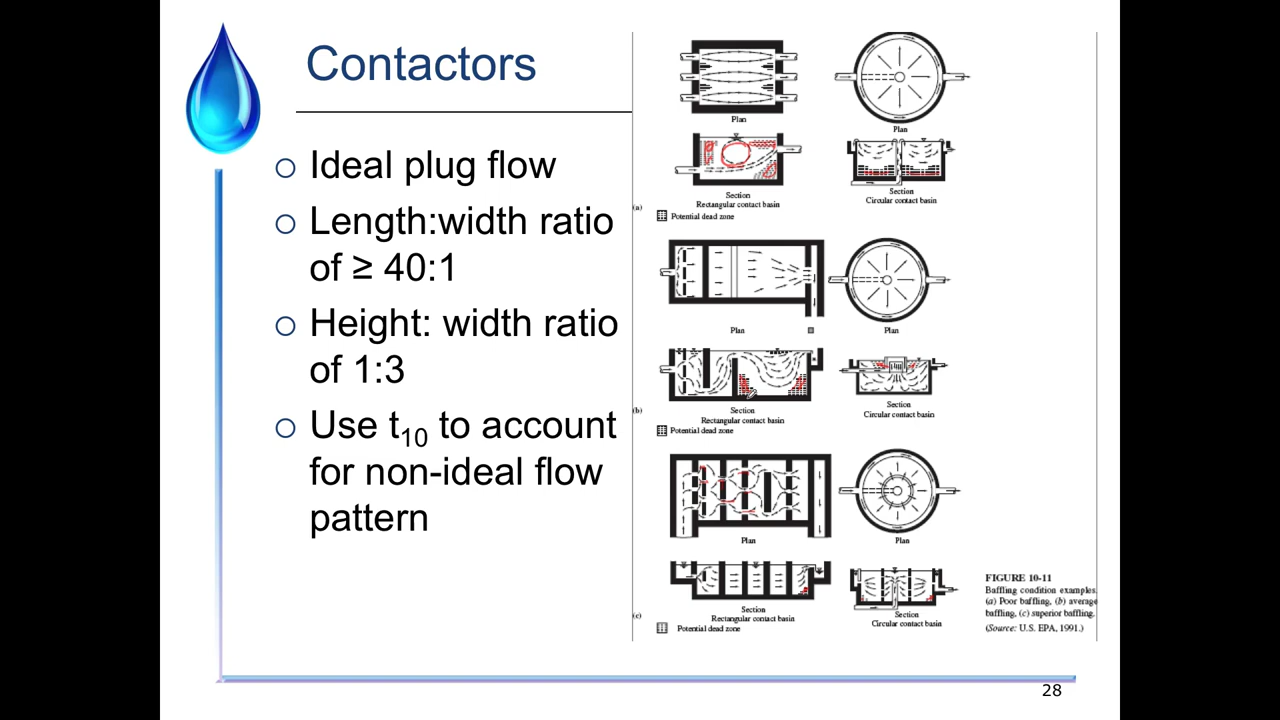 Contactors
Ideal plug flow
Length:width ratio
of ≥ 40:1
Height: width ratio
of 1:3
Use t10 to account
for non-ideal flow
pattern
Plan
Plan
Section
Rectangular contact basin
Section
Circular contact basin
(a)
Potential dead zone
Plan
Plan
Section
Rectangular contact basin
Section
Circular contact basin
(b)
Potential dead zone
Plan
Plan
Section
Rectangular contact basin
Section
Circular contact basin
(c)
Potential dead zone
FIGURE 10-11
Baffling condition examples.
(a) Poor baffling, (b) average
baffling, (c) superior baffling.
(Source: U.S. EPA, 1991.)
28